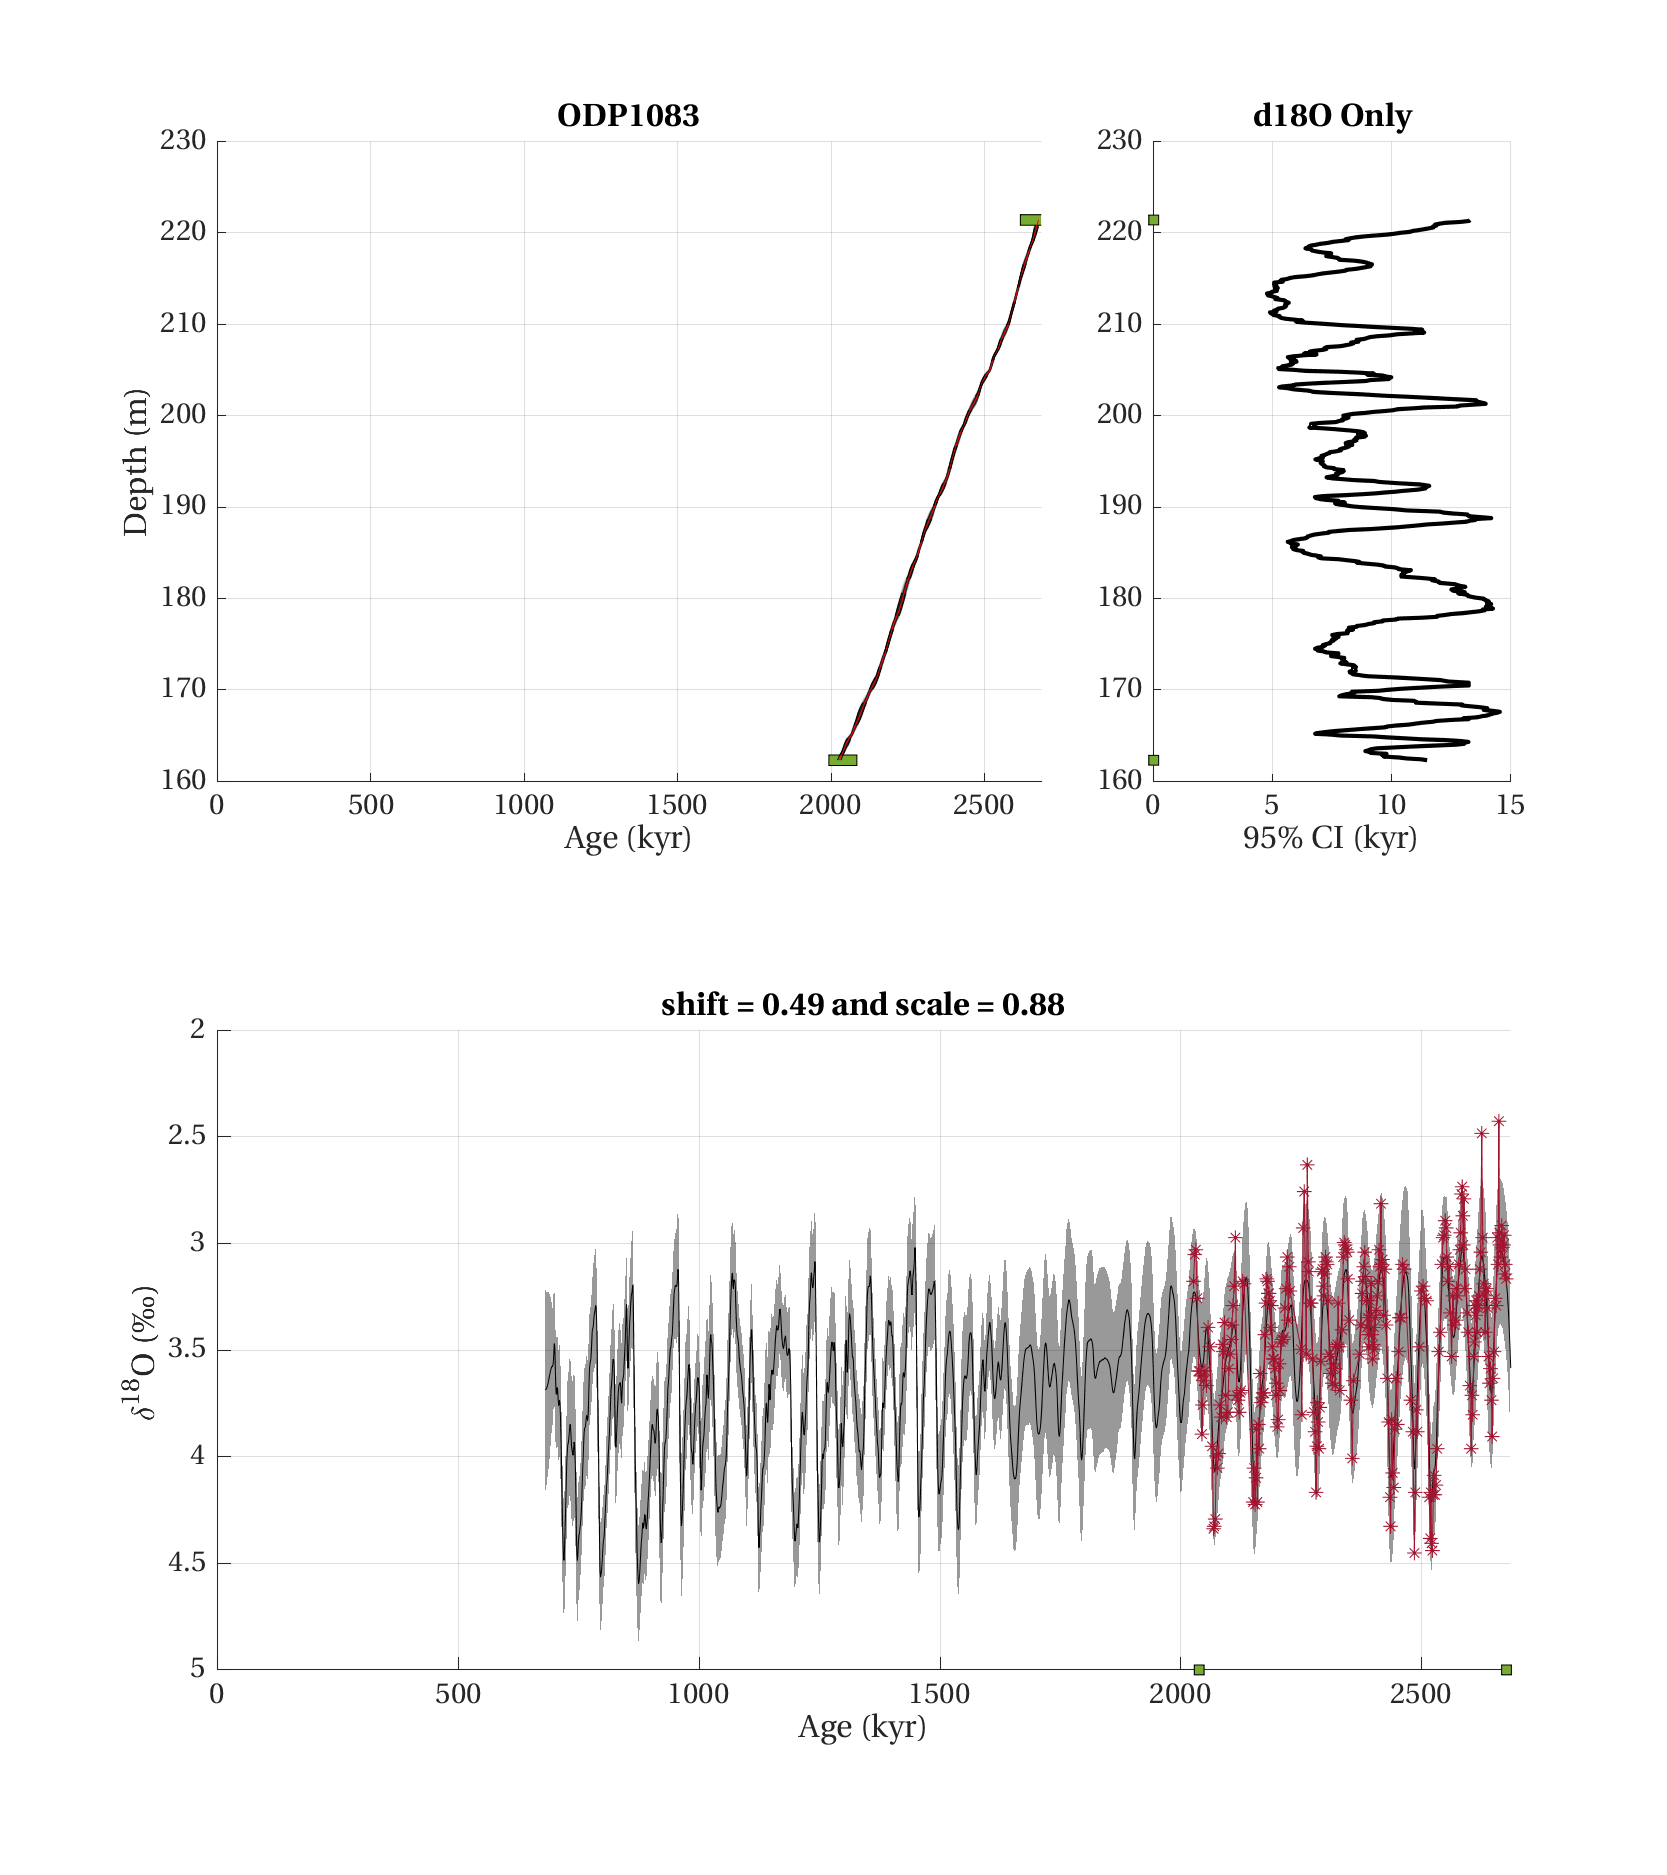 ODP1083
230
220
210
200
190
180
170
160
Depth (m)
0 500 1000 1500 2000 2500
Age (kyr)
d18O Only
230
220
210
200
190
180
170
160
0 5 10 15
95% CI (kyr)
shift = 0.49 and scale = 0.88
2
2.5
3
3.5
4
4.5
5
δ¹⁸O (‰)
0 500 1000 1500 2000 2500
Age (kyr)